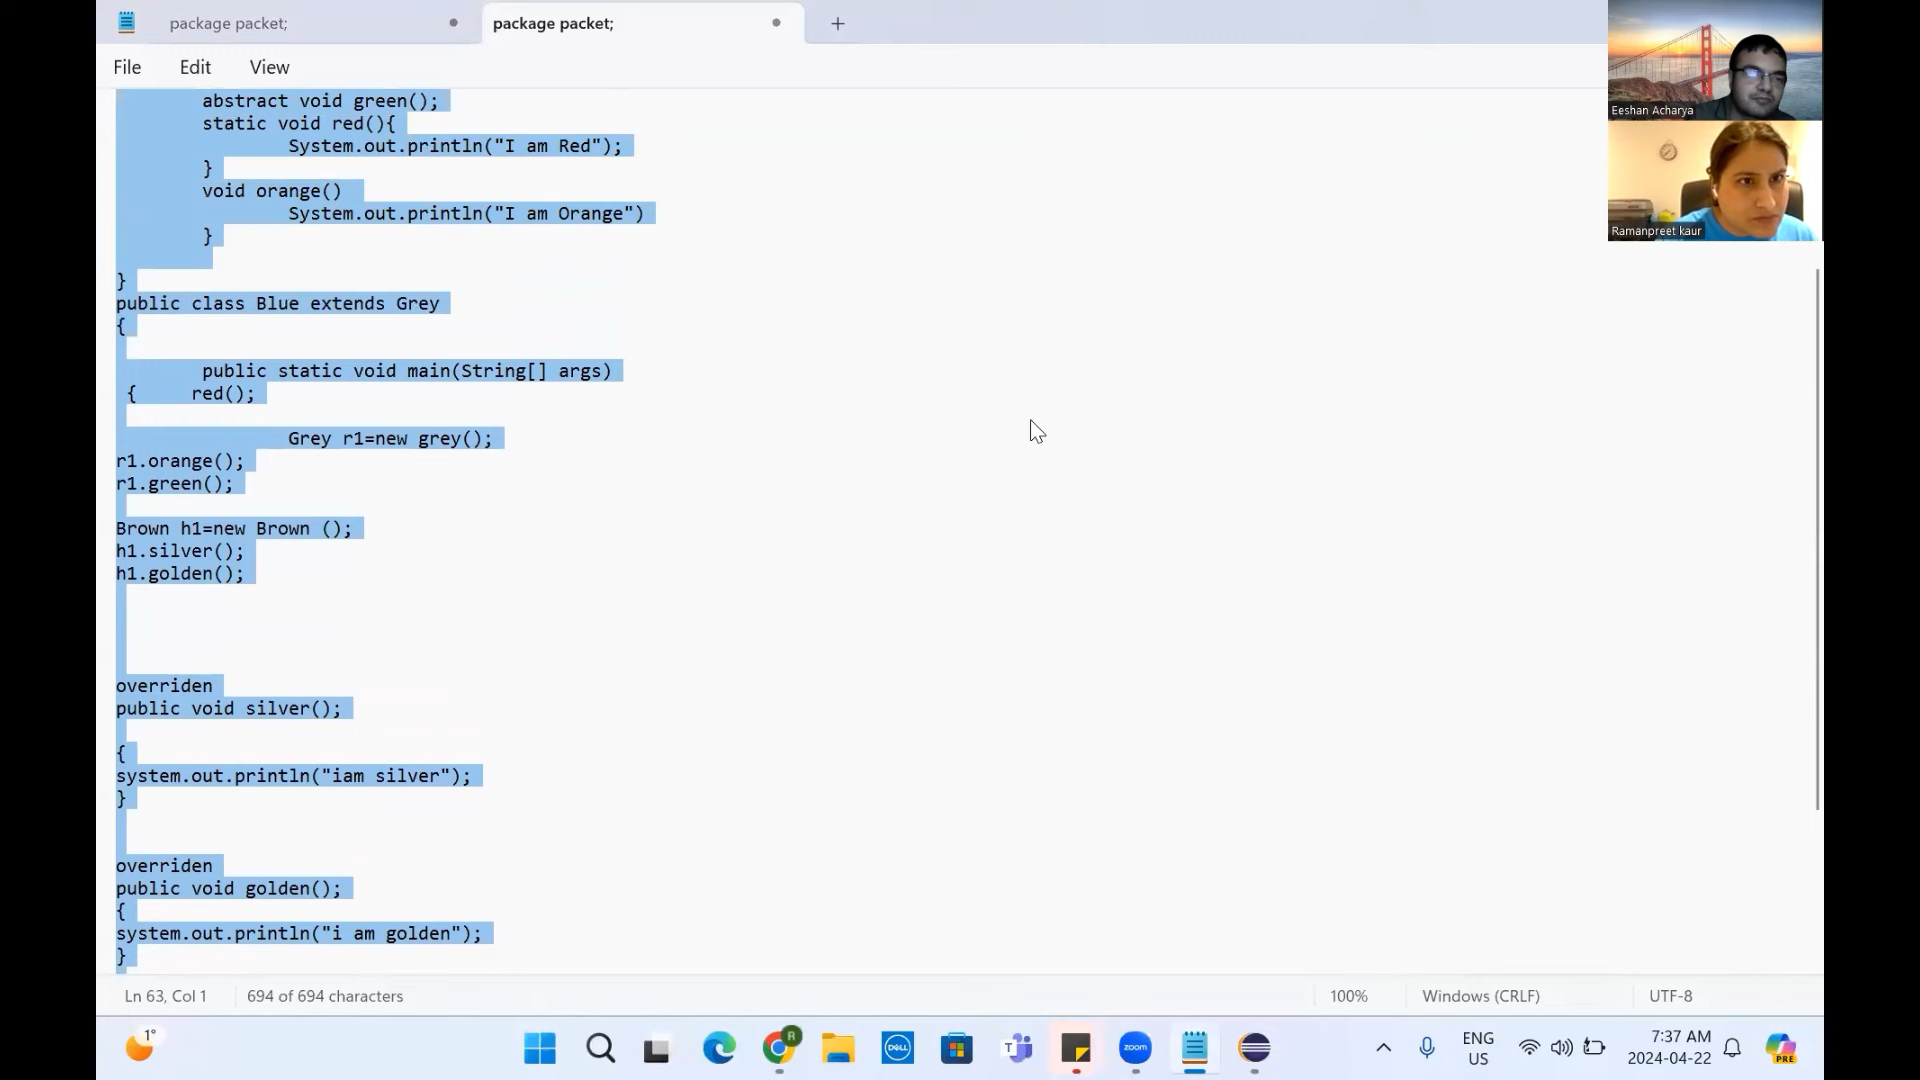 package packet;
package packet;
File Edit View
abstract void green();
static void red(){
System.out.println("I am Red");
}
void orange()
System.out.println("I am Orange")
}
}
public class Blue extends Grey
{
public static void main(String[] args)
{ red();
Grey r1=new grey();
r1.orange();
r1.green();
Brown h1=new Brown ();
h1.silver();
h1.golden();
overriden
public void silver();
{
system.out.println("iam silver");
}
overriden
public void golden();
{
system.out.println("i am golden");
}
Eeshan Acharya
Ramanpreet kaur
Ln 63, Col 1
694 of 694 characters
100%
Windows (CRLF)
UTF-8
1°
R
DELL
T
zoom
ENG
US
7:37 AM
2024-04-22
PRE